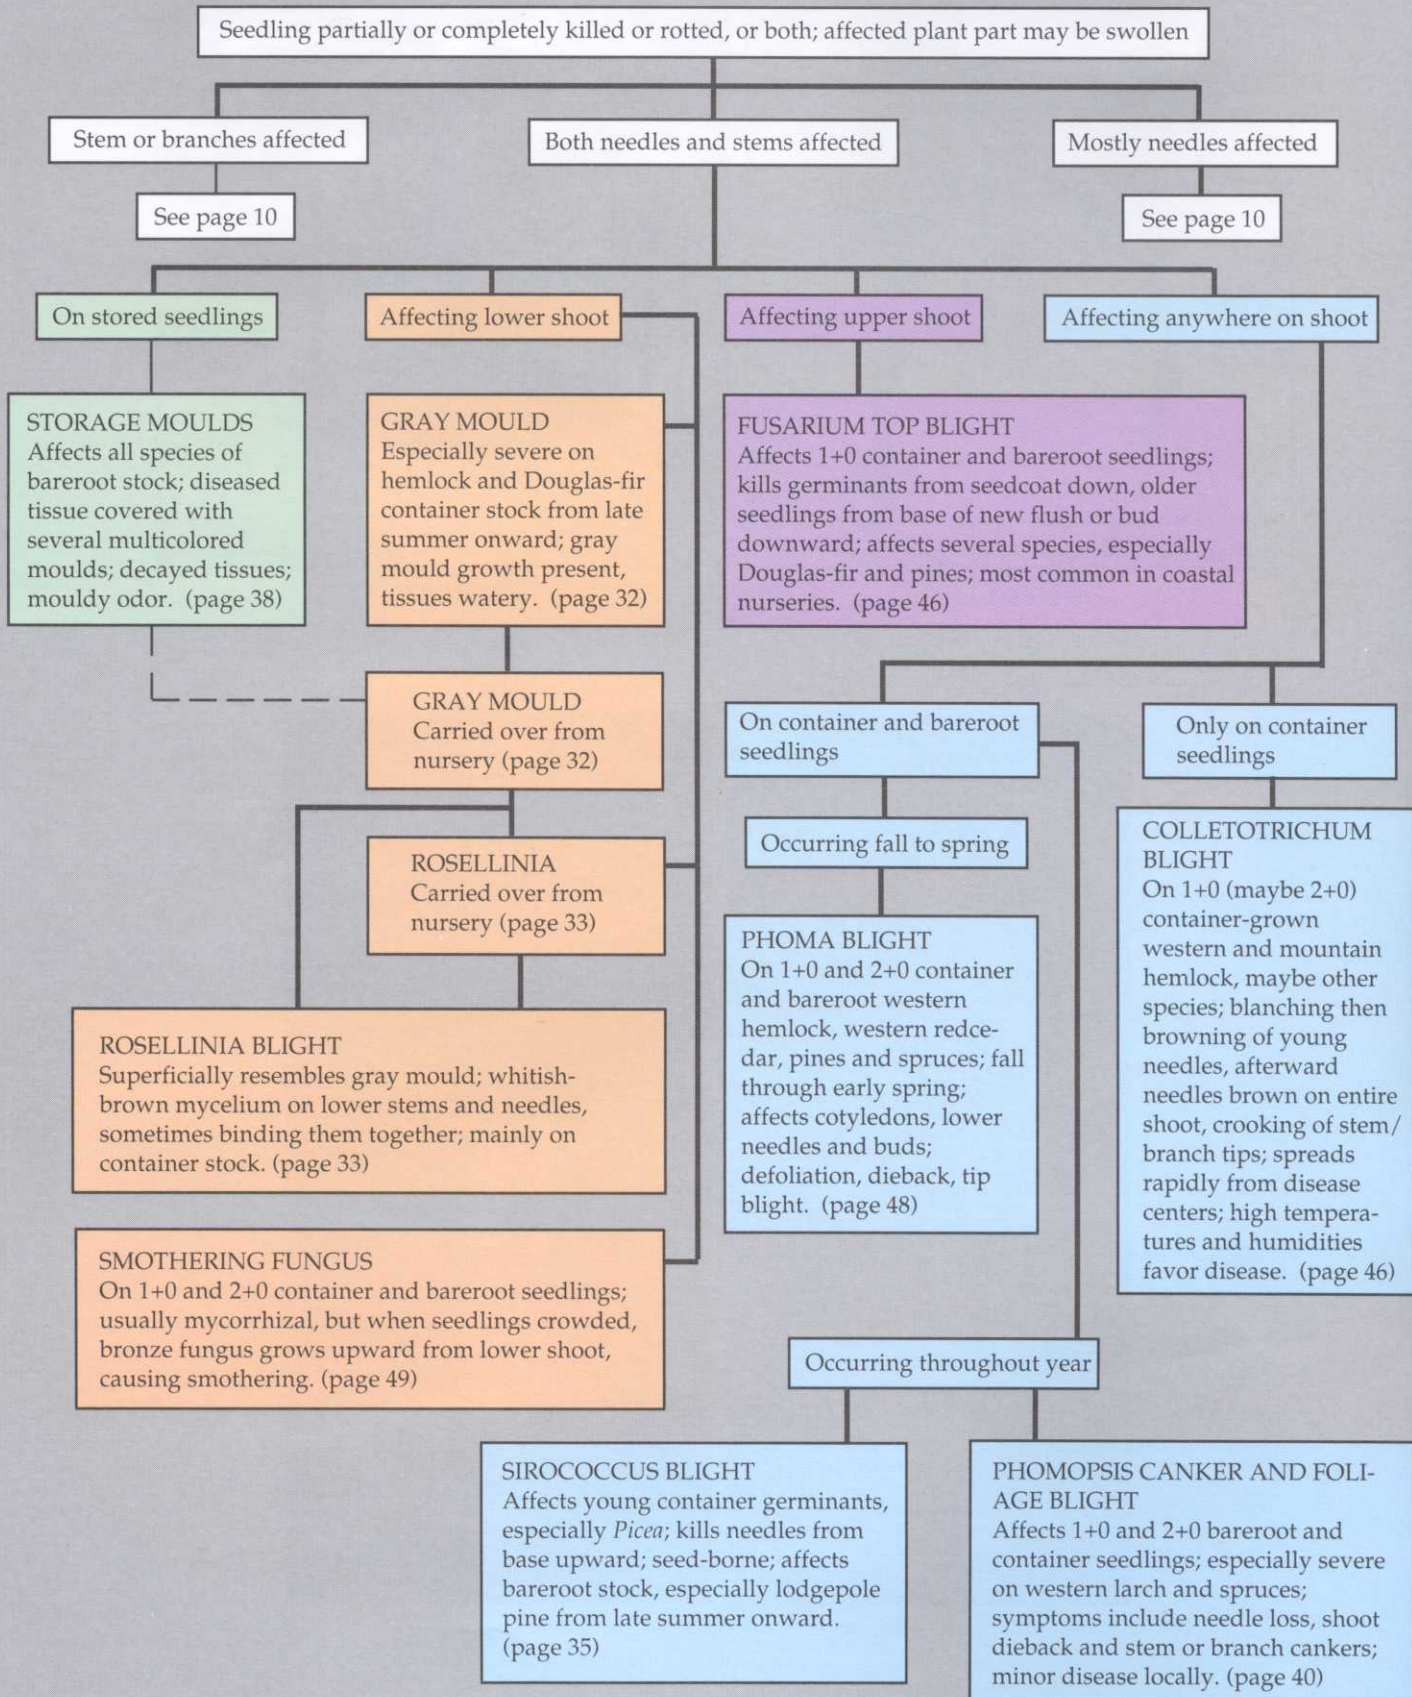 Seedling partially or completely killed or rotted, or both; affected plant part may be swollen
Stem or branches affected
Both needles and stems affected
Mostly needles affected
See page 10
See page 10
On stored seedlings
Affecting lower shoot
Affecting upper shoot
Affecting anywhere on shoot
STORAGE MOULDS
Affects all species of
bareroot stock; diseased
tissue covered with
several multicolored
moulds; decayed tissues;
mouldy odor. (page 38)
GRAY MOULD
Especially severe on
hemlock and Douglas-fir
container stock from late
summer onward; gray
mould growth present,
tissues watery. (page 32)
FUSARIUM TOP BLIGHT
Affects 1+0 container and bareroot seedlings;
kills germinants from seedcoat down, older
seedlings from base of new flush or bud
downward; affects several species, especially
Douglas-fir and pines; most common in coastal
nurseries. (page 46)
GRAY MOULD
Carried over from
nursery (page 32)
On container and bareroot
seedlings
Only on container
seedlings
ROSELLINIA
Carried over from
nursery (page 33)
Occurring fall to spring
COLLETOTRICHUM
BLIGHT
On 1+0 (maybe 2+0)
container-grown
western and mountain
hemlock, maybe other
species; blanching then
browning of young
needles, afterward
needles brown on entire
shoot, crooking of stem/
branch tips; spreads
rapidly from disease
centers; high tempera-
tures and humidities
favor disease. (page 46)
PHOMA BLIGHT
On 1+0 and 2+0 container
and bareroot western
hemlock, western redce-
dar, pines and spruces; fall
through early spring;
affects cotyledons, lower
needles and buds;
defoliation, dieback, tip
blight. (page 48)
ROSELLINIA BLIGHT
Superficially resembles gray mould; whitish-
brown mycelium on lower stems and needles,
sometimes binding them together; mainly on
container stock. (page 33)
SMOTHERING FUNGUS
On 1+0 and 2+0 container and bareroot seedlings;
usually mycorrhizal, but when seedlings crowded,
bronze fungus grows upward from lower shoot,
causing smothering. (page 49)
Occurring throughout year
SIROCOCCUS BLIGHT
Affects young container germinants,
especially Picea; kills needles from
base upward; seed-borne; affects
bareroot stock, especially lodgepole
pine from late summer onward.
(page 35)
PHOMOPSIS CANKER AND FOLI-
AGE BLIGHT
Affects 1+0 and 2+0 bareroot and
container seedlings; especially severe
on western larch and spruces;
symptoms include needle loss, shoot
dieback and stem or branch cankers;
minor disease locally. (page 40)